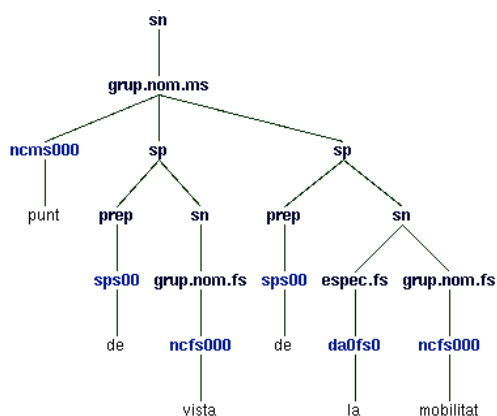 sn
grup.nom.ms
ncms000 sp sp
punt prep sn prep sn
sps00 grup.nom.fs sps00 espec.fs grup.nom.fs
de ncfs000 de da0fs0 ncfs000
vista la mobilitat